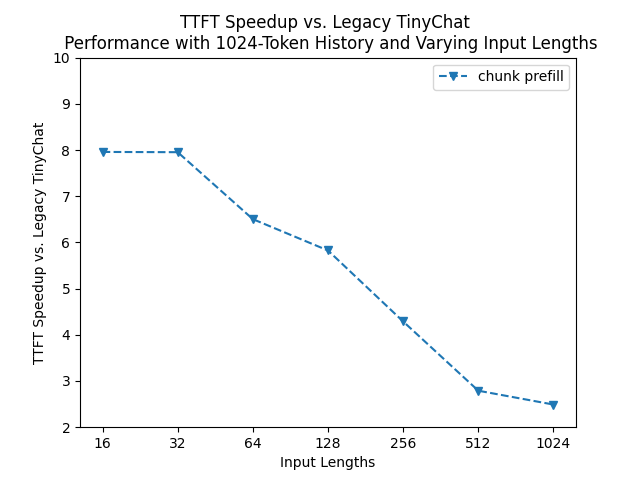 TTFT Speedup vs. Legacy TinyChat
Performance with 1024-Token History and Varying Input Lengths
chunk prefill
TTFT Speedup vs. Legacy TinyChat
10
9
8
7
6
5
4
3
2
16 32 64 128 256 512 1024
Input Lengths